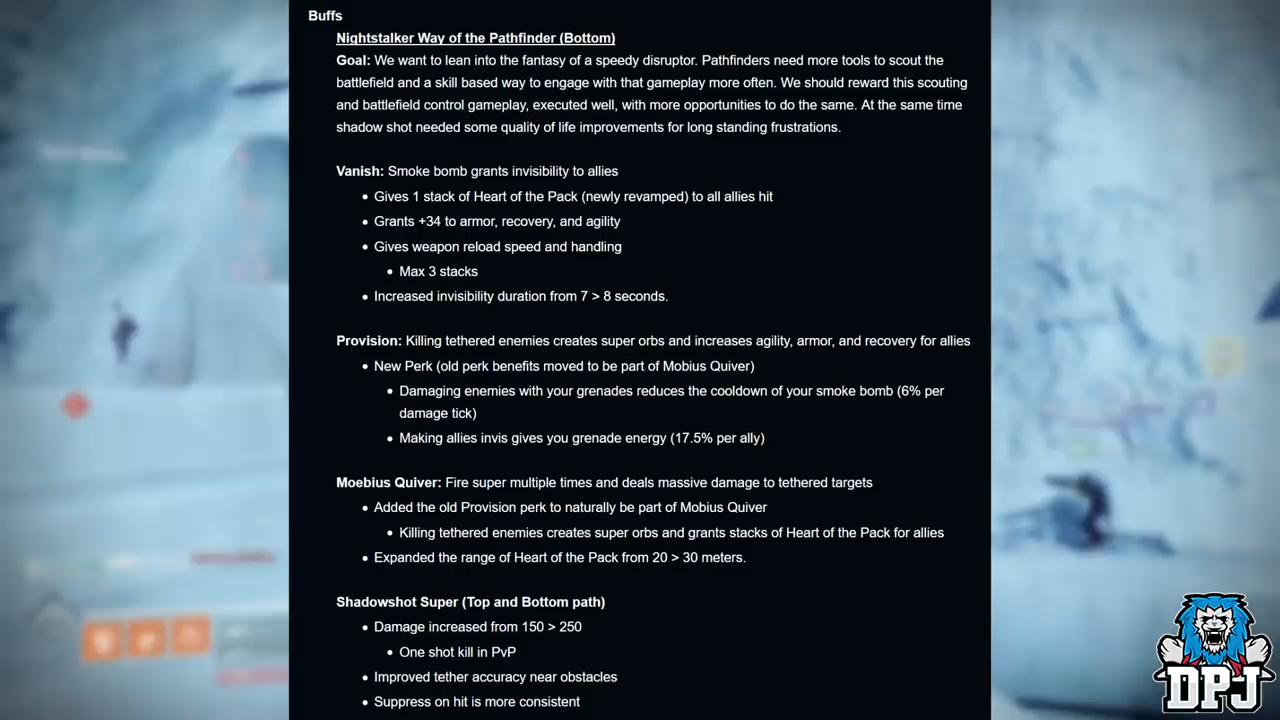 Buffs
Nightstalker Way of the Pathfinder (Bottom)
Goal: We want to lean into the fantasy of a speedy disruptor. Pathfinders need more tools to scout the
battlefield and a skill based way to engage with that gameplay more often. We should reward this scouting
and battlefield control gameplay, executed well, with more opportunities to do the same. At the same time
shadow shot needed some quality of life improvements for long standing frustrations.
Vanish: Smoke bomb grants invisibility to allies
• Gives 1 stack of Heart of the Pack (newly revamped) to all allies hit
• Grants +34 to armor, recovery, and agility
• Gives weapon reload speed and handling
• Max 3 stacks
• Increased invisibility duration from 7 > 8 seconds.
Provision: Killing tethered enemies creates super orbs and increases agility, armor, and recovery for allies
• New Perk (old perk benefits moved to be part of Mobius Quiver)
• Damaging enemies with your grenades reduces the cooldown of your smoke bomb (6% per
damage tick)
• Making allies invis gives you grenade energy (17.5% per ally)
Moebius Quiver: Fire super multiple times and deals massive damage to tethered targets
• Added the old Provision perk to naturally be part of Mobius Quiver
• Killing tethered enemies creates super orbs and grants stacks of Heart of the Pack for allies
• Expanded the range of Heart of the Pack from 20 > 30 meters.
Shadowshot Super (Top and Bottom path)
• Damage increased from 150 > 250
• One shot kill in PvP
• Improved tether accuracy near obstacles
• Suppress on hit is more consistent
DPJ